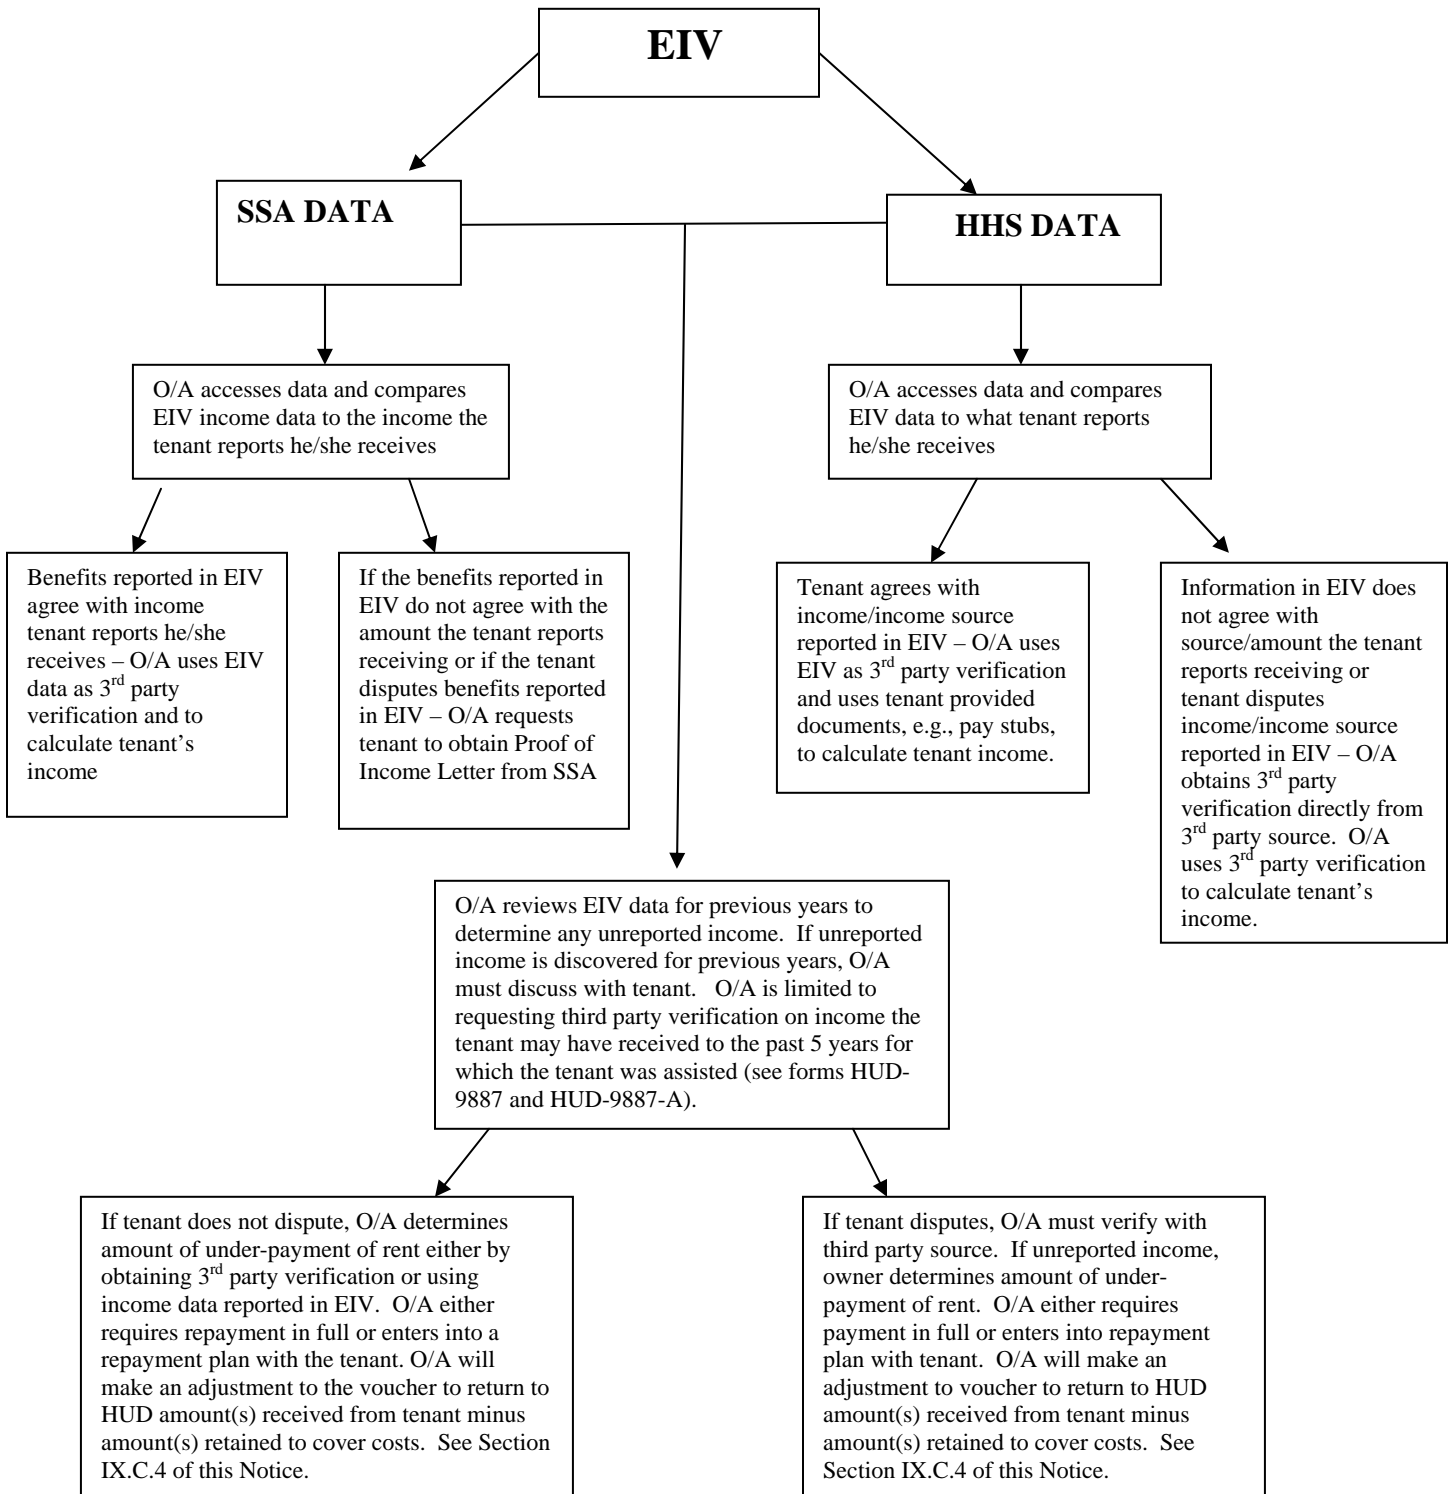 EIV
SSA DATA
HHS DATA
O/A accesses data and compares
EIV income data to the income the
tenant reports he/she receives
O/A accesses data and compares
EIV data to what tenant reports
he/she receives
Benefits reported in EIV
agree with income
tenant reports he/she
receives – O/A uses EIV
data as 3rd party
verification and to
calculate tenant’s
income
If the benefits reported in
EIV do not agree with the
amount the tenant reports
receiving or if the tenant
disputes benefits reported
in EIV – O/A requests
tenant to obtain Proof of
Income Letter from SSA
Tenant agrees with
income/income source
reported in EIV – O/A uses
EIV as 3rd party verification
and uses tenant provided
documents, e.g., pay stubs,
to calculate tenant income.
Information in EIV does
not agree with
source/amount the tenant
reports receiving or
tenant disputes
income/income source
reported in EIV – O/A
obtains 3rd party
verification directly from
3rd party source.  O/A
uses 3rd party verification
to calculate tenant’s
income.
O/A reviews EIV data for previous years to
determine any unreported income.  If unreported
income is discovered for previous years, O/A
must discuss with tenant.   O/A is limited to
requesting third party verification on income the
tenant may have received to the past 5 years for
which the tenant was assisted (see forms HUD-
9887 and HUD-9887-A).
If tenant does not dispute, O/A determines
amount of under-payment of rent either by
obtaining 3rd party verification or using
income data reported in EIV.  O/A either
requires repayment in full or enters into a
repayment plan with the tenant. O/A will
make an adjustment to the voucher to return to
HUD amount(s) received from tenant minus
amount(s) retained to cover costs.  See Section
IX.C.4 of this Notice.
If tenant disputes, O/A must verify with
third party source.  If unreported income,
owner determines amount of under-
payment of rent.  O/A either requires
payment in full or enters into repayment
plan with tenant.  O/A will make an
adjustment to voucher to return to HUD
amount(s) received from tenant minus
amount(s) retained to cover costs.  See
Section IX.C.4 of this Notice.